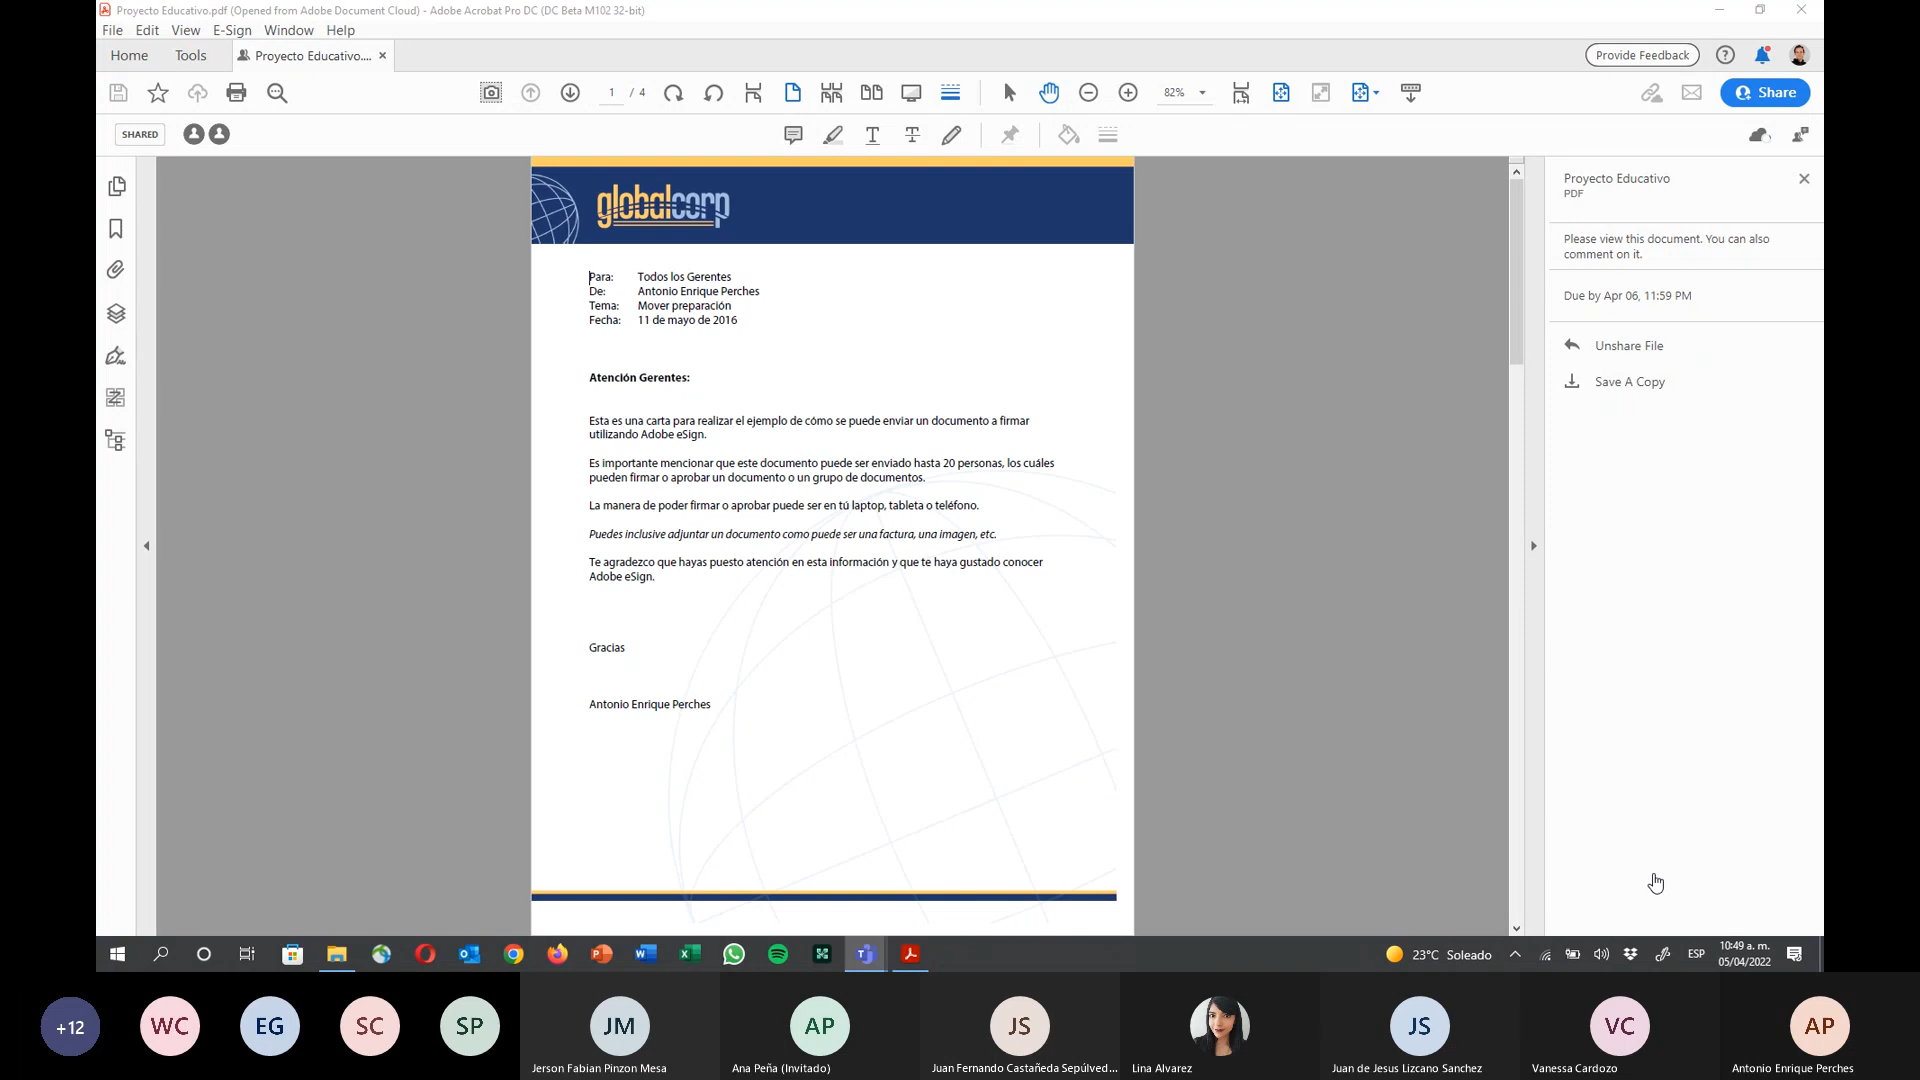 Proyecto Educativo.pdf (Opened from Adobe Document Cloud) - Adobe Acrobat Pro DC (DC Beta M102 32-bit)
File Edit View E-Sign Window Help
Home Tools Proyecto Educativo.... × Provide Feedback
1 / 4 82% Share
SHARED
globalcorp
Para: Todos los Gerentes
De: Antonio Enrique Perches
Tema: Mover preparación
Fecha: 11 de mayo de 2016
Atención Gerentes:
Esta es una carta para realizar el ejemplo de cómo se puede enviar un documento a firmar
utilizando Adobe eSign.
Es importante mencionar que este documento puede ser enviado hasta 20 personas, los cuáles
pueden firmar o aprobar un documento o un grupo de documentos.
La manera de poder firmar o aprobar puede ser en tú laptop, tableta o teléfono.
Puedes inclusive adjuntar un documento como puede ser una factura, una imagen, etc.
Te agradezco que hayas puesto atención en esta información y que te haya gustado conocer
Adobe eSign.
Gracias
Antonio Enrique Perches
Proyecto Educativo
PDF
Please view this document. You can also
comment on it.
Due by Apr 06, 11:59 PM
Unshare File
Save A Copy
23°C Soleado ESP 10:49 a. m.
05/04/2022
+12 WC EG SC SP JM AP JS JS VC AP
Jerson Fabian Pinzon Mesa Ana Peña (Invitado) Juan Fernando Castañeda Sepúlved... Lina Alvarez Juan de Jesus Lizcano Sanchez Vanessa Cardozo Antonio Enrique Perches